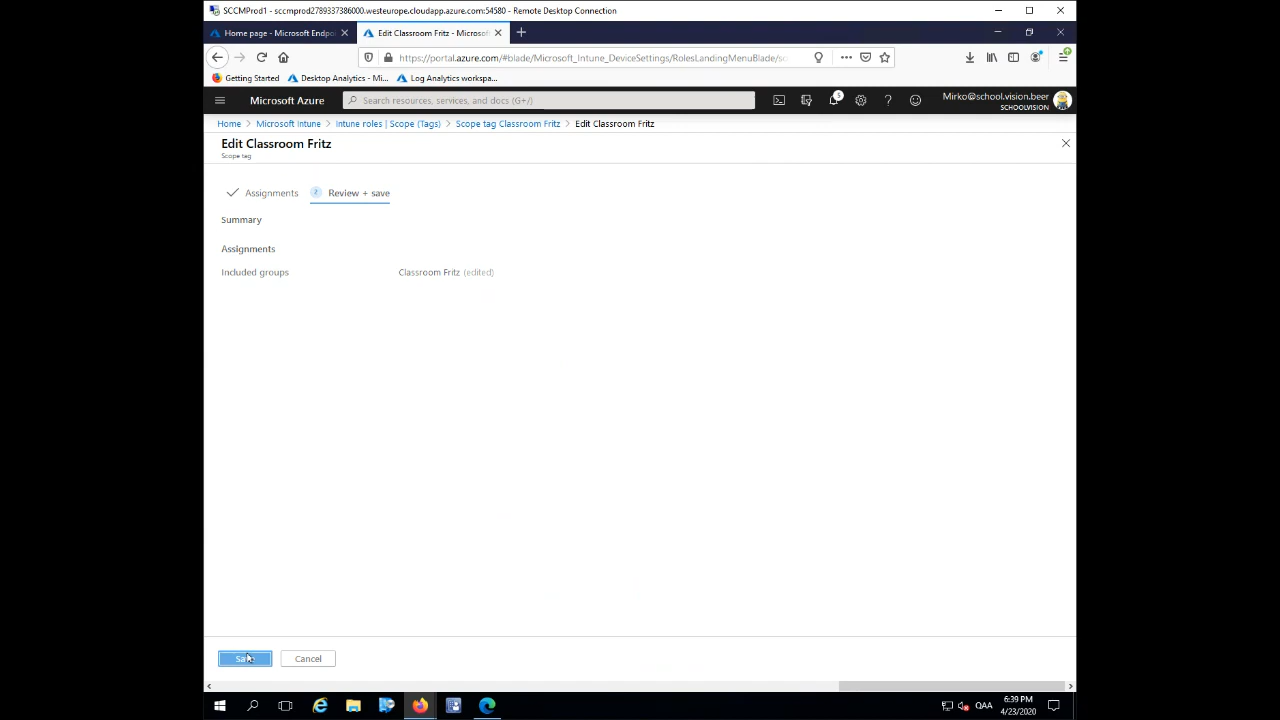 SCCMProd1 - sccmprod2789337386000.westeurope.cloudapp.azure.com:54580 - Remote Desktop Connection
Home page - Microsoft Endpoi
Edit Classroom Fritz - Microsoft
https://portal.azure.com/#blade/Microsoft_Intune_DeviceSettings/RolesLandingMenuBlade/sc
Getting Started
Desktop Analytics - Mi...
Log Analytics workspa...
Microsoft Azure
Search resources, services, and docs (G+/)
5
Mirko@school.vision.beer
SCHOOLVISION
Home > Microsoft Intune > Intune roles | Scope (Tags) > Scope tag Classroom Fritz > Edit Classroom Fritz
Edit Classroom Fritz
Scope tag
Assignments
2 Review + save
Summary
Assignments
Included groups
Classroom Fritz (edited)
Cancel
QAA
6:39 PM
4/23/2020